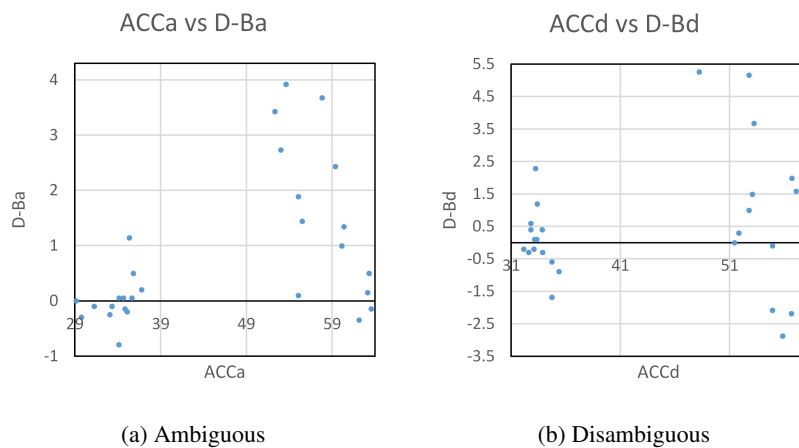 ACCa vs D-Ba
4
3
2
1
0
-1
29
39
49
59
D-Ba
ACCa
(a) Ambiguous
ACCd vs D-Bd
5.5
4.5
3.5
2.5
1.5
0.5
-0.5
-1.5
-2.5
-3.5
31
41
51
D-Bd
ACCd
(b) Disambiguous